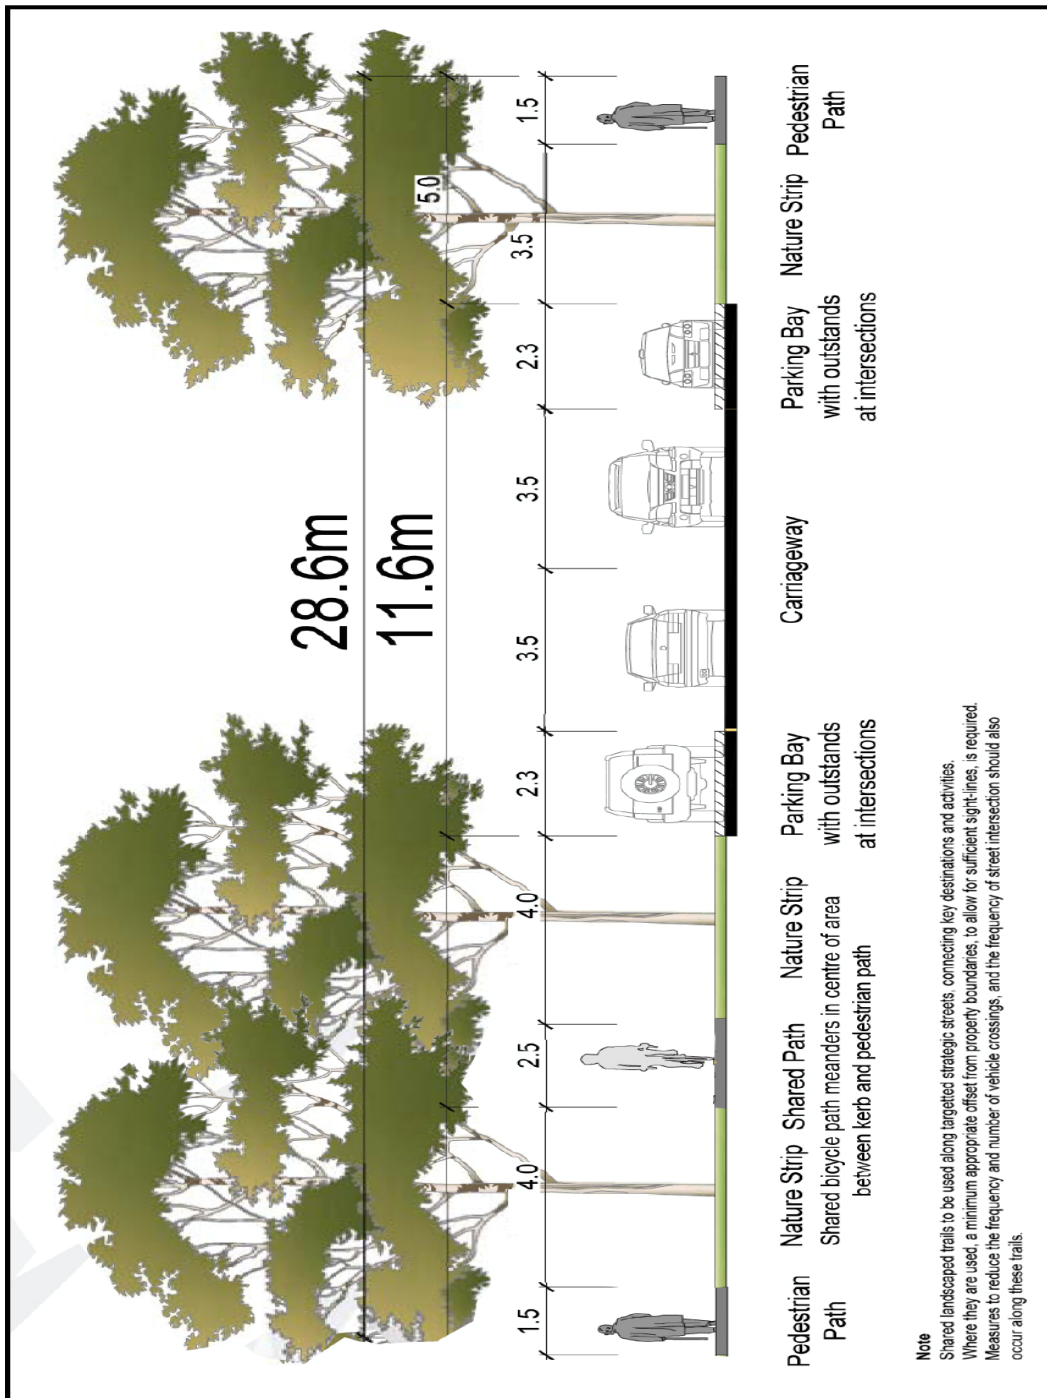 28.6m
11.6m
5.0
1.5
4.0
2.5
4.0
2.3
3.5
3.5
2.3
3.5
1.5
Pedestrian
Path
Nature Strip
Shared Path
Shared bicycle path meanders in centre of area
between kerb and pedestrian path
Nature Strip
Parking Bay
with outstands
at intersections
Carriageway
Parking Bay
with outstands
at intersections
Nature Strip
Pedestrian
Path
Note
Shared landscaped trails to be used along targetted strategic streets, connecting key destinations and activities.
Where they are used, a minimum appropriate offset from property boundaries, to allow for sufficient sight-lines, is required.
Measures to reduce the frequency and number of vehicle crossings, and the frequency of street intersection should also
occur along these trails.